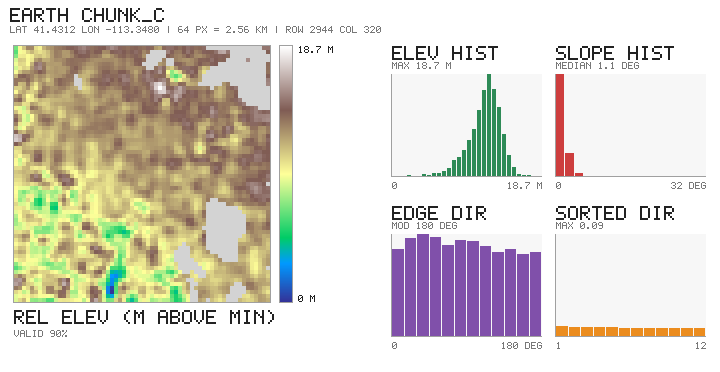 EARTH CHUNK_C
LAT 41.4312 LON -113.3480 | 64 PX = 2.56 KM | ROW 2944 COL 320
18.7 M
0 M
REL ELEV (M ABOVE MIN)
VALID 90%
ELEV HIST
MAX 18.7 M
0 18.7 M
SLOPE HIST
MEDIAN 1.1 DEG
0 32 DEG
EDGE DIR
MOD 180 DEG
0 180 DEG
SORTED DIR
MAX 0.09
1 12